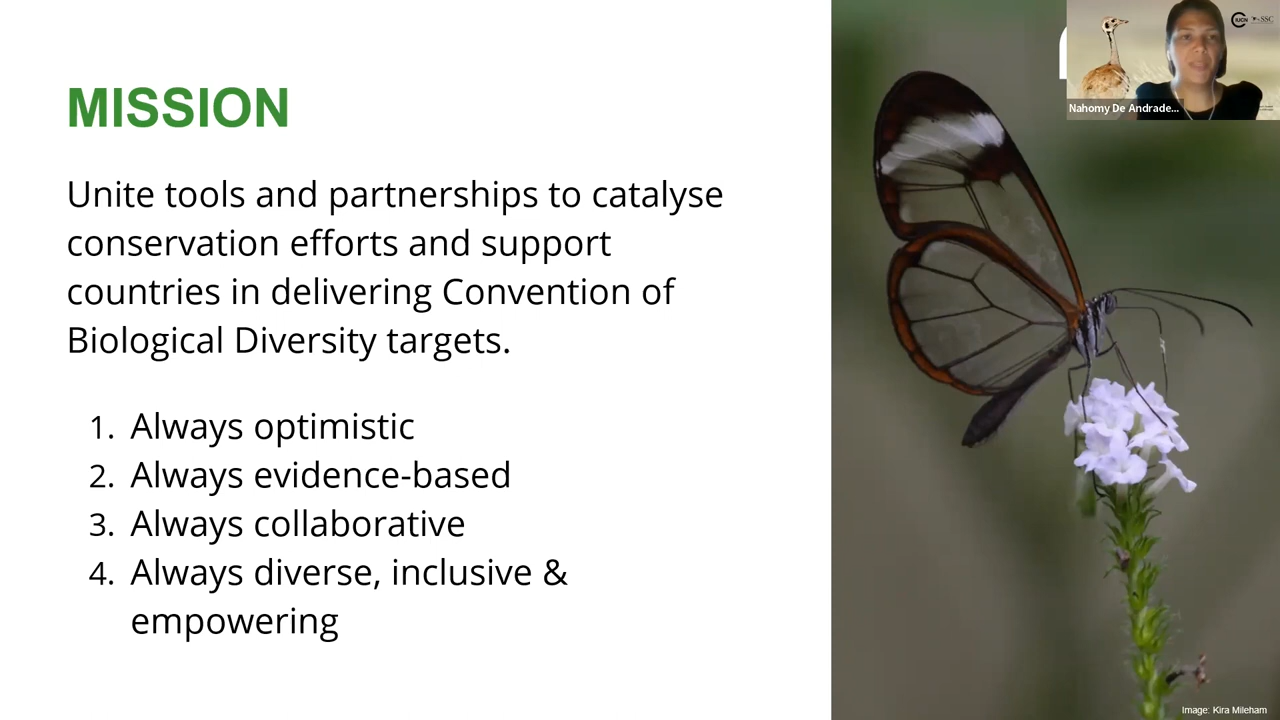 MISSION
Unite tools and partnerships to catalyse
conservation efforts and support
countries in delivering Convention of
Biological Diversity targets.
1. Always optimistic
2. Always evidence-based
3. Always collaborative
4. Always diverse, inclusive &
empowering
IUCN
SSC
Nahomy De Andrade...
Image: Kira Mileham